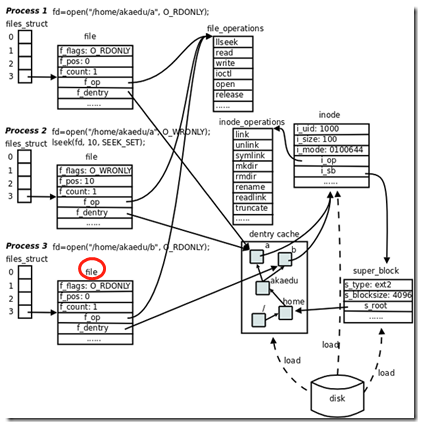 Process 1 fd=open("/home/akaedu/a", O_RDONLY);
files_struct
0
1
2
3
file
f_flags: O_RDONLY
f_pos: 0
f_count: 1
f_op
f_dentry
......
file_operations
llseek
read
write
ioctl
open
release
......
Process 2 fd=open("/home/akaedu/a", O_WRONLY);
lseek(fd, 10, SEEK_SET);
files_struct
0
1
2
3
file
f_flags: O_WRONLY
f_pos: 10
f_count: 1
f_op
f_dentry
......
inode_operations
link
unlink
symlink
mkdir
rmdir
rename
readlink
truncate
......
inode
i_uid: 1000
i_size: 100
i_mode: 0100644
i_op
i_sb
......
Process 3 fd=open("/home/akaedu/b", O_RDONLY);
files_struct
0
1
2
3
file
f_flags: O_RDONLY
f_pos: 0
f_count: 1
f_op
f_dentry
......
dentry cache
a
b
akaedu
home
/
super_block
s_type: ext2
s_blocksize: 4096
s_root
......
load
load
load
disk